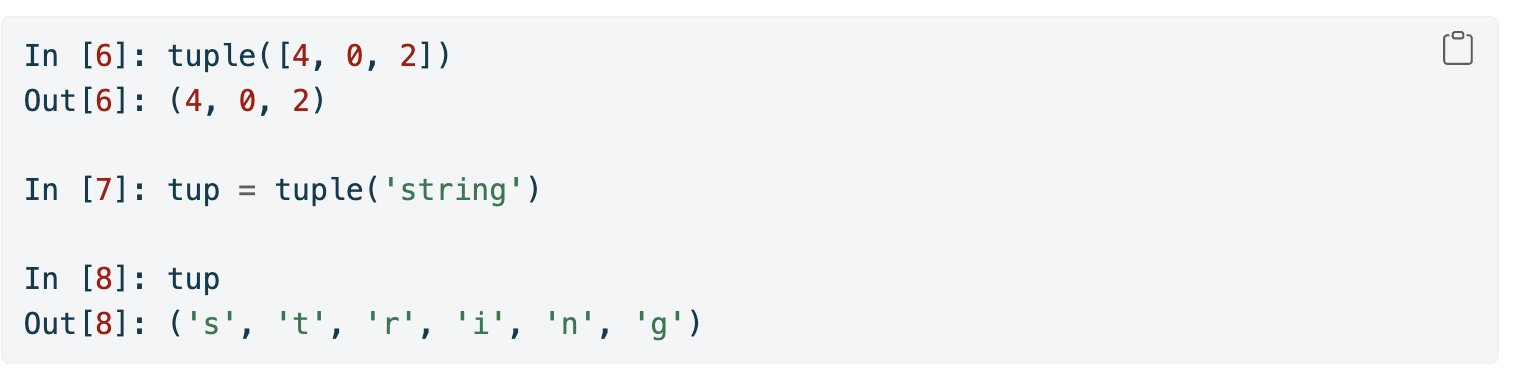 In [6]: tuple([4, 0, 2])
Out[6]: (4, 0, 2)
In [7]: tup = tuple('string')
In [8]: tup
Out[8]: ('s', 't', 'r', 'i', 'n', 'g')